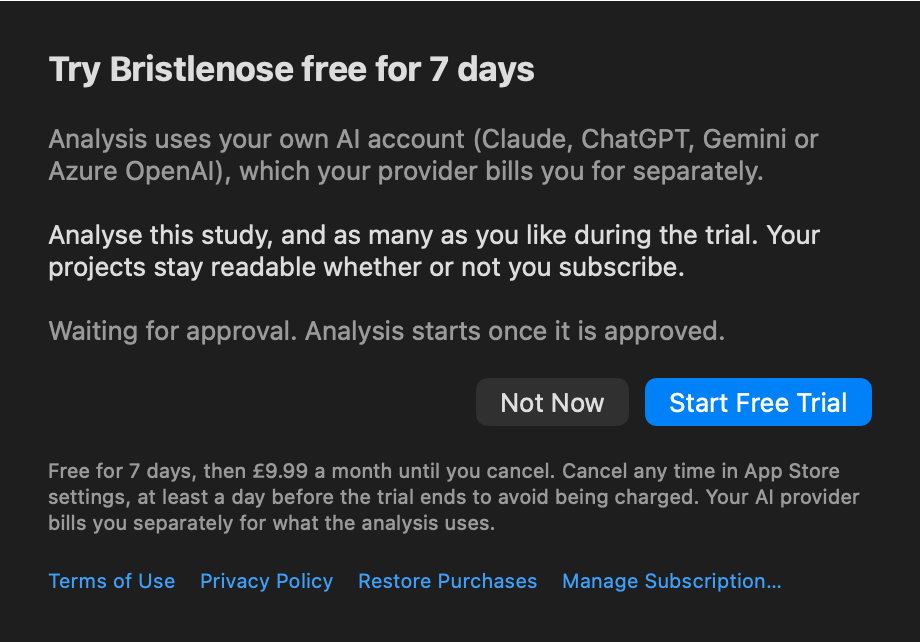 Try Bristlenose free for 7 days
Analysis uses your own AI account (Claude, ChatGPT, Gemini or
Azure OpenAI), which your provider bills you for separately.
Analyse this study, and as many as you like during the trial. Your
projects stay readable whether or not you subscribe.
Waiting for approval. Analysis starts once it is approved.
Not Now
Start Free Trial
Free for 7 days, then £9.99 a month until you cancel. Cancel any time in App Store
settings, at least a day before the trial ends to avoid being charged. Your AI provider
bills you separately for what the analysis uses.
Terms of Use
Privacy Policy
Restore Purchases
Manage Subscription...